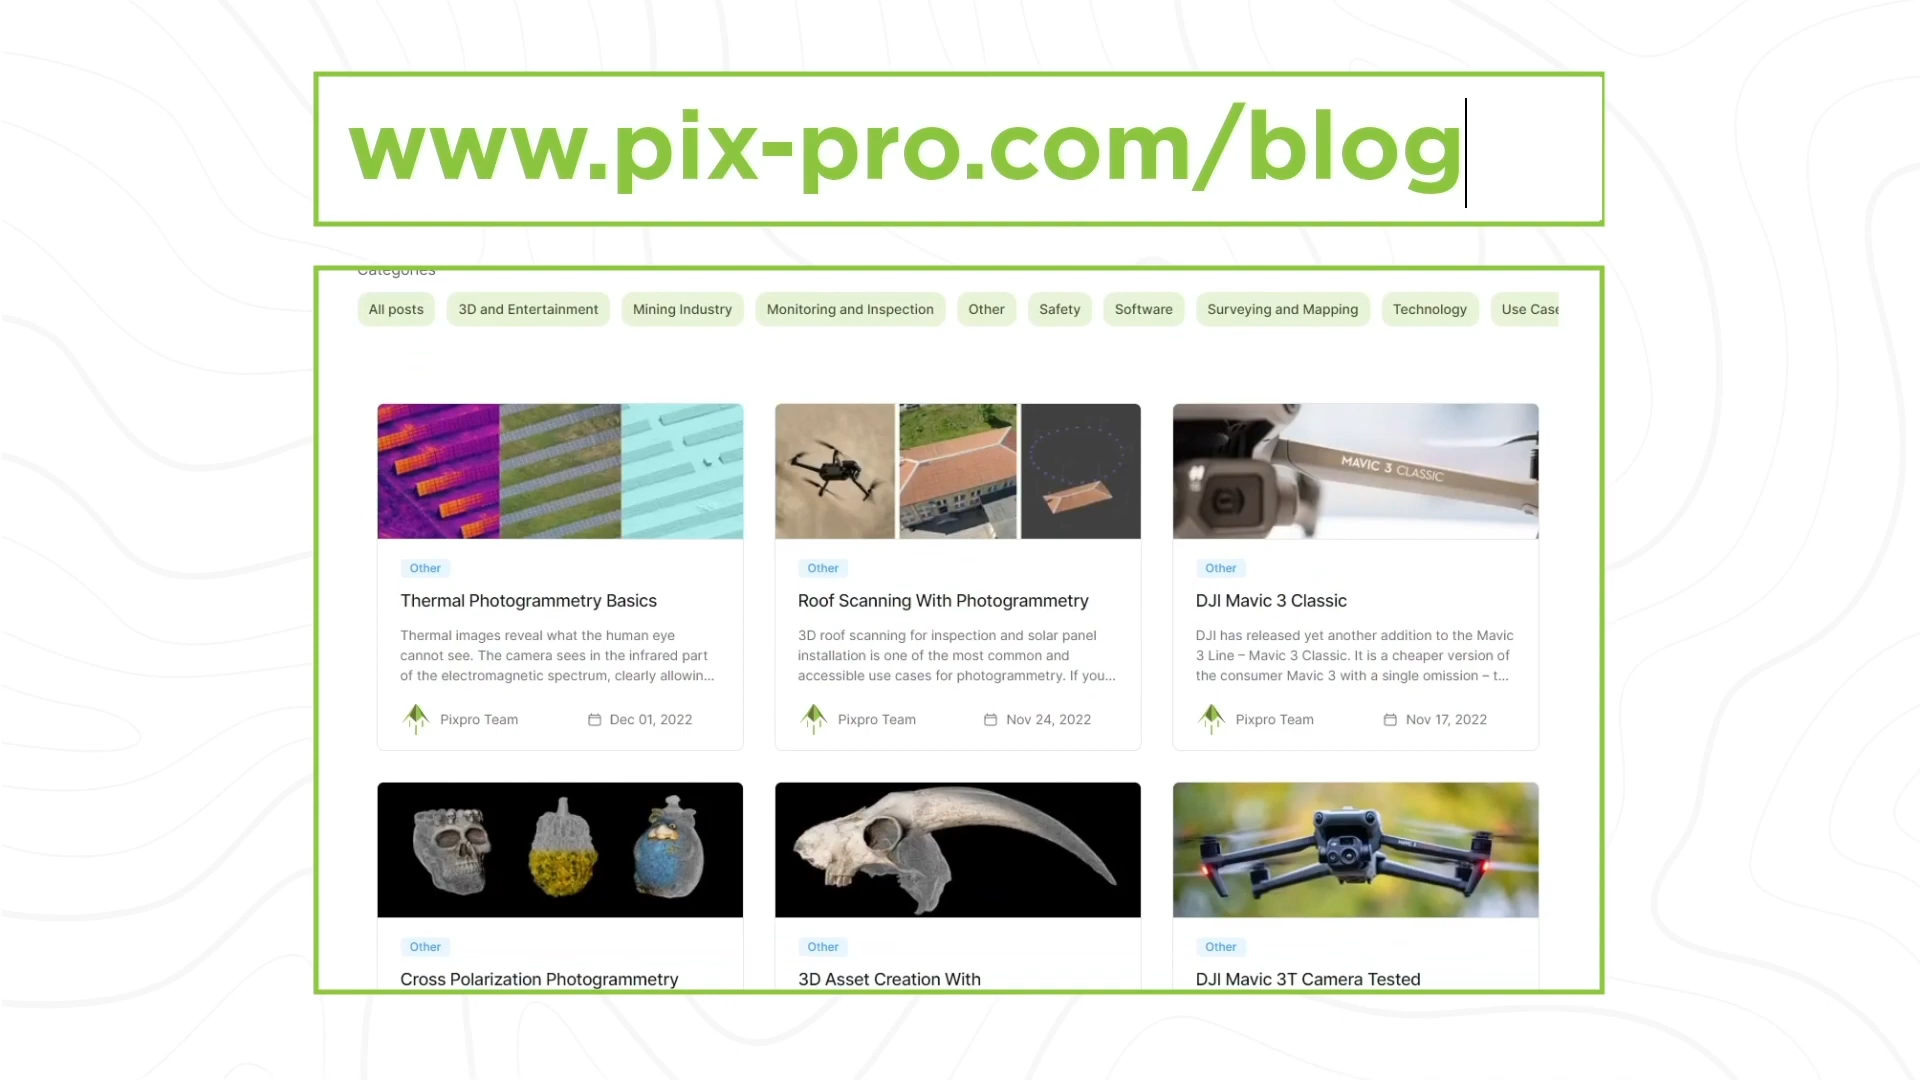 www.pix-pro.com/blog
Categories
All posts 3D and Entertainment Mining Industry Monitoring and Inspection Other Safety Software Surveying and Mapping Technology Use Case
MAVIC 3 CLASSIC
Other
Thermal Photogrammetry Basics
Thermal images reveal what the human eye
cannot see. The camera sees in the infrared part
of the electromagnetic spectrum, clearly allowin...
Pixpro Team Dec 01, 2022
Other
Roof Scanning With Photogrammetry
3D roof scanning for inspection and solar panel
installation is one of the most common and
accessible use cases for photogrammetry. If you...
Pixpro Team Nov 24, 2022
Other
DJI Mavic 3 Classic
DJI has released yet another addition to the Mavic
3 Line – Mavic 3 Classic. It is a cheaper version of
the consumer Mavic 3 with a single omission – t...
Pixpro Team Nov 17, 2022
Other
Cross Polarization Photogrammetry
Other
3D Asset Creation With
Other
DJI Mavic 3T Camera Tested